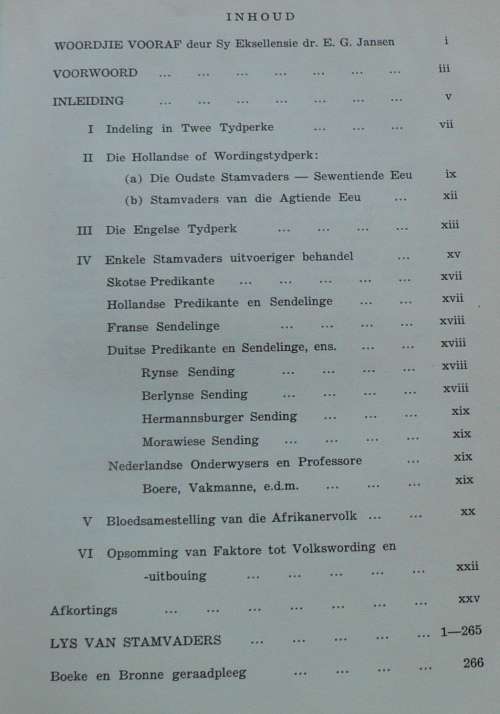 INHOUD
WOORDJIE VOORAF deur Sy Eksellensie dr. E. G. Jansen i
VOORWOORD ... ... ... ... ... ... iii
INLEIDING ... ... ... ... ... ... v
I Indeling in Twee Tydperke ... ... ... vii
II Die Hollandse of Wordingstydperk:
(a) Die Oudste Stamvaders — Sewentiende Eeu ix
(b) Stamvaders van die Agtiende Eeu ... xii
III Die Engelse Tydperk ... ... ... ... xiii
IV Enkele Stamvaders uitvoeriger behandel ... xv
Skotse Predikante ... ... ... ... ... xvii
Hollandse Predikante en Sendelinge ... ... xvii
Franse Sendelinge ... ... ... ... xviii
Duitse Predikante en Sendelinge, ens. ... ... xviii
Rynse Sending ... ... ... ... xviii
Berlynse Sending ... ... ... ... xviii
Hermannsburger Sending ... ... ... xix
Morawiese Sending ... ... ... ... xix
Nederlandse Onderwysers en Professore ... xix
Boere, Vakmanne, e.d.m. ... ... ... xix
V Bloedsamestelling van die Afrikanervolk ... ... xx
VI Opsomming van Faktore tot Volkswording en
-uitbouing ... ... ... ... ... xxii
Afkortings ... ... ... ... ... ... ... xxv
LYS VAN STAMVADERS ... ... ... ... ... 1—265
Boeke en Bronne geraadpleeg ... ... ... ... 266